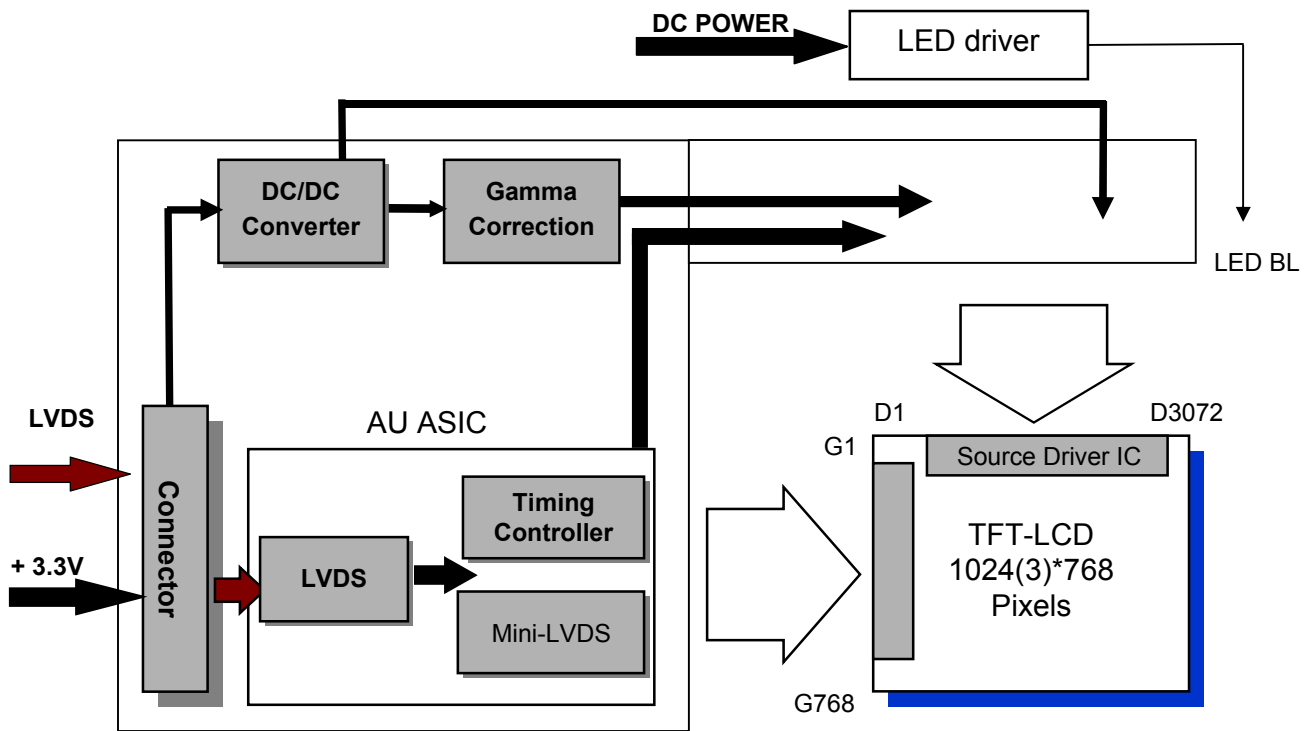 DC POWER
LED driver
DC/DC
Converter
Gamma
Correction
LED BL
LVDS
AU ASIC
D1
D3072
G1
Source Driver IC
Connector
Timing
Controller
TFT-LCD
1024(3)*768
Pixels
+ 3.3V
LVDS
Mini-LVDS
G768